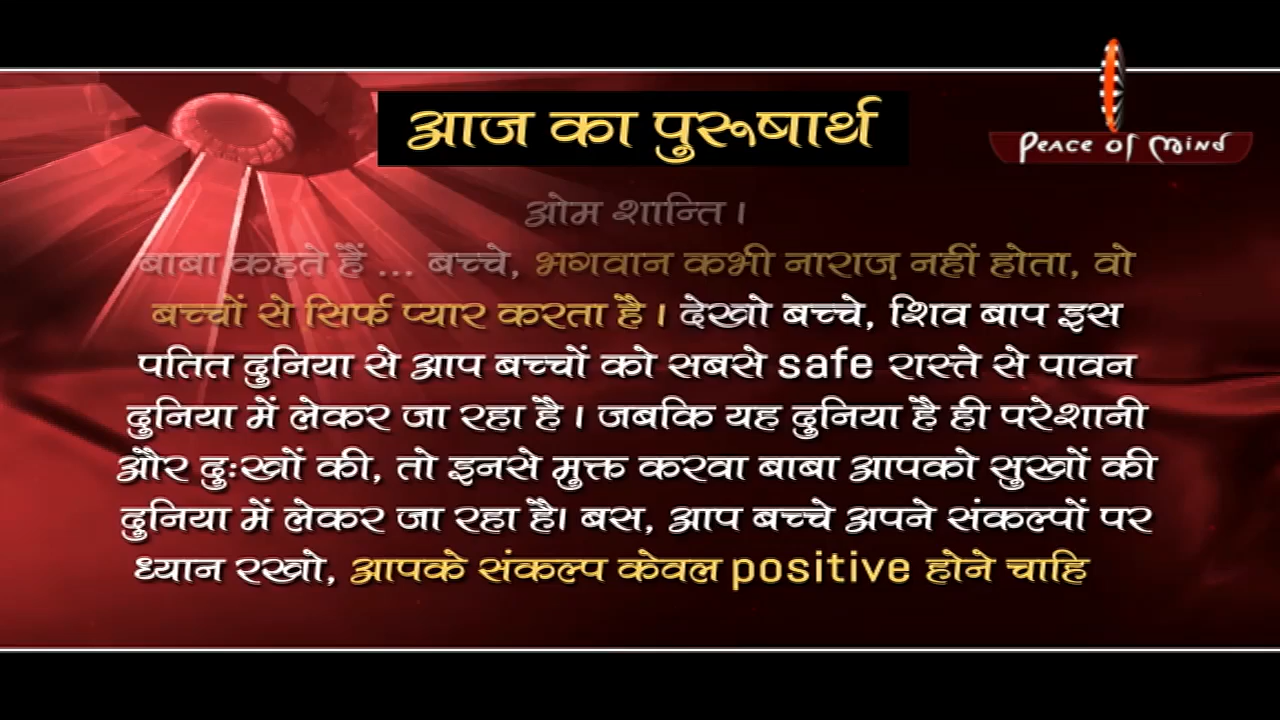 आज का पुरूषार्थ
Peace of Mind
ओम शान्ति ।
बाबा कहते हैं ... बच्चे, भगवान कभी नाराज़ नहीं होता, वो
बच्चों से सिर्फ प्यार करता है । देखो बच्चे, शिव बाप इस
पतित दुनिया से आप बच्चों को सबसे safe रास्ते से पावन
दुनिया में लेकर जा रहा है । जबकि यह दुनिया है ही परेशानी
और दुःखों की, तो इनसे मुक्त करवा बाबा आपको सुखों की
दुनिया में लेकर जा रहा है। बस, आप बच्चे अपने संकल्पों पर
ध्यान रखो, आपके संकल्प केवल positive होने चाहि